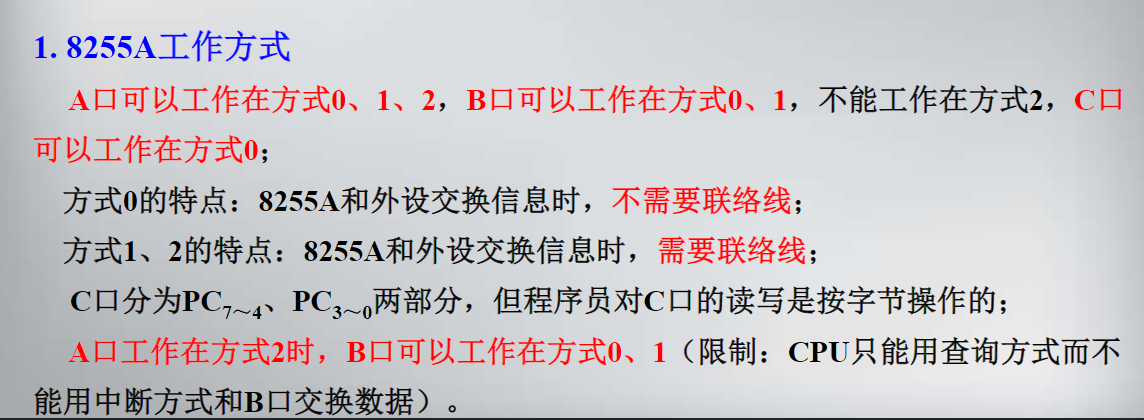 1. 8255A工作方式
A口可以工作在方式0、1、2，B口可以工作在方式0、1，不能工作在方式2，C口
可以工作在方式0；
方式0的特点：8255A和外设交换信息时，不需要联络线；
方式1、2的特点：8255A和外设交换信息时，需要联络线；
C口分为PC7～4、PC3～0两部分，但程序员对C口的读写是按字节操作的；
A口工作在方式2时，B口可以工作在方式0、1（限制：CPU只能用查询方式而不
能用中断方式和B口交换数据）。